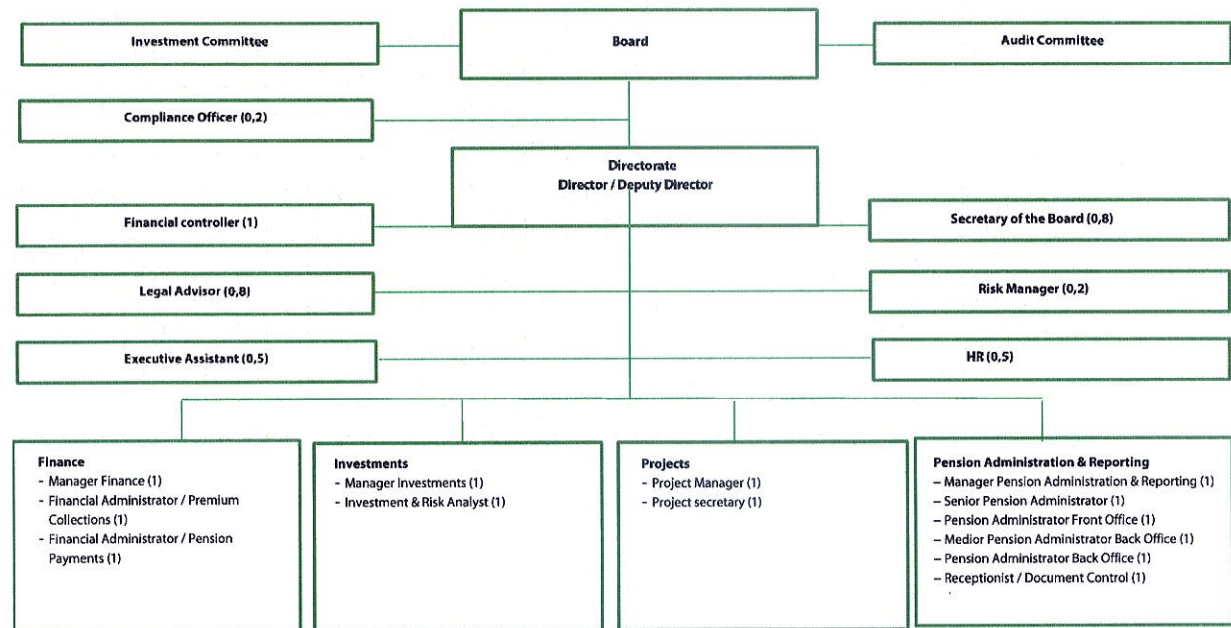 Investment Committee
Board
Audit Committee
Compliance Officer (0,2)
Directorate
Director / Deputy Director
Financial controller (1)
Secretary of the Board (0,8)
Legal Advisor (0,8)
Risk Manager (0,2)
Executive Assistant (0,5)
HR (0,5)
Finance
- Manager Finance (1)
- Financial Administrator / Premium
Collections (1)
- Financial Administrator / Pension
Payments (1)
Investments
- Manager Investments (1)
- Investment & Risk Analyst (1)
Projects
- Project Manager (1)
- Project secretary (1)
Pension Administration & Reporting
– Manager Pension Administration & Reporting (1)
– Senior Pension Administrator (1)
– Pension Administrator Front Office (1)
– Medior Pension Administrator Back Office (1)
– Pension Administrator Back Office (1)
– Receptionist / Document Control (1)